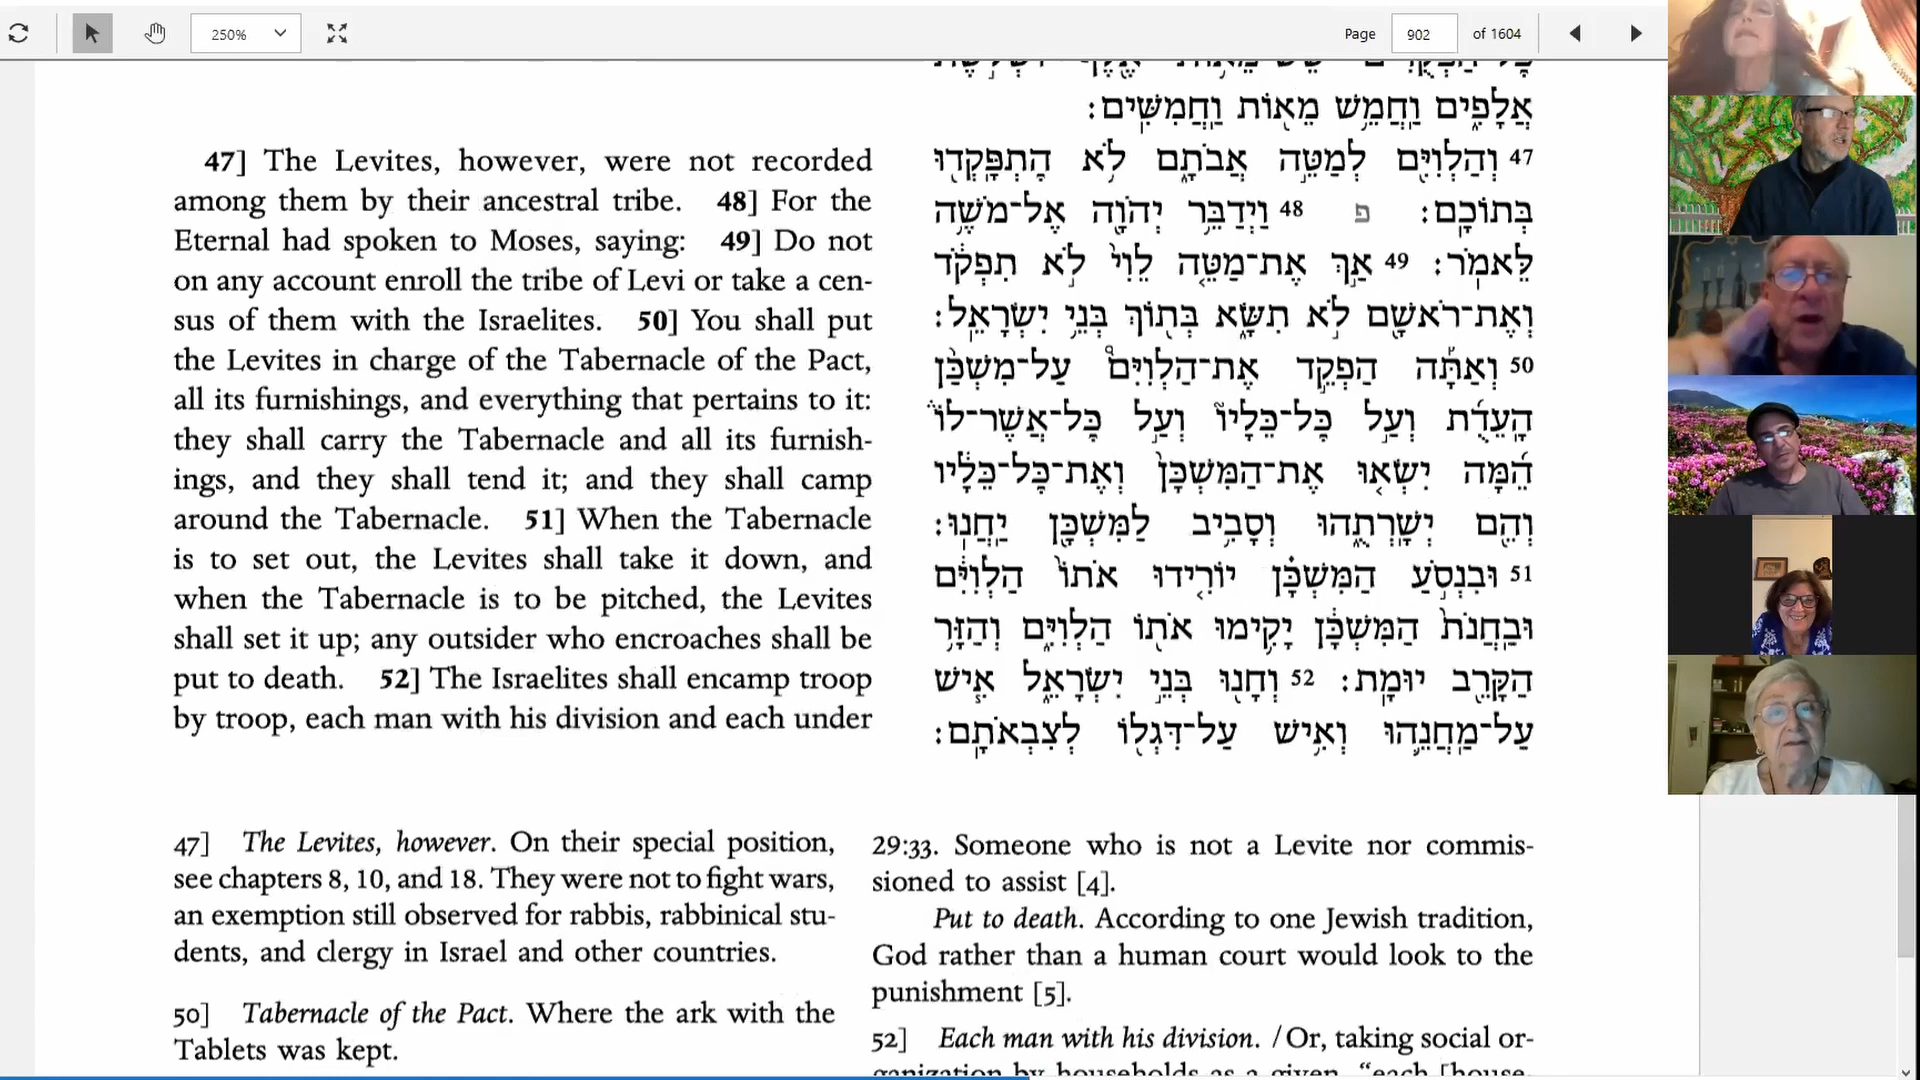 250%
Page 902 of 1604
47] The Levites, however, were not recorded
among them by their ancestral tribe. 48] For the
Eternal had spoken to Moses, saying: 49] Do not
on any account enroll the tribe of Levi or take a cen-
sus of them with the Israelites. 50] You shall put
the Levites in charge of the Tabernacle of the Pact,
all its furnishings, and everything that pertains to it:
they shall carry the Tabernacle and all its furnish-
ings, and they shall tend it; and they shall camp
around the Tabernacle. 51] When the Tabernacle
is to set out, the Levites shall take it down, and
when the Tabernacle is to be pitched, the Levites
shall set it up; any outsider who encroaches shall be
put to death. 52] The Israelites shall encamp troop
by troop, each man with his division and each under
אֲלָפִ֑ים וַחֲמֵ֥שׁ מֵא֖וֹת וַחֲמִשִּֽׁים׃
47 וְהַלְוִיִּ֖ם לְמַטֵּ֣ה אֲבֹתָ֑ם לֹ֥א הׇתְפָּקְד֖וּ
בְּתוֹכָֽם׃ פ 48 וַיְדַבֵּ֥ר יְהֹוָ֖ה אֶל־מֹשֶׁ֥ה
לֵּאמֹֽר׃ 49 אַ֣ךְ אֶת־מַטֵּ֤ה לֵוִי֙ לֹ֣א תִפְקֹ֔ד
וְאֶת־רֹאשָׁ֖ם לֹ֣א תִשָּׂ֑א בְּת֖וֹךְ בְּנֵ֥י יִשְׂרָאֵֽל׃
50 וְאַתָּ֡ה הַפְקֵ֣ד אֶת־הַלְוִיִּם֩ עַל־מִשְׁכַּ֨ן
הָעֵדֻ֜ת וְעַ֣ל כׇּל־כֵּלָיו֮ וְעַ֣ל כׇּל־אֲשֶׁר־לוֹ֒
הֵ֜מָּה יִשְׂא֤וּ אֶת־הַמִּשְׁכָּן֙ וְאֶת־כׇּל־כֵּלָ֔יו
וְהֵ֖ם יְשָׁרְתֻ֑הוּ וְסָבִ֥יב לַמִּשְׁכָּ֖ן יַחֲנֽוּ׃
51 וּבִנְסֹ֣עַ הַמִּשְׁכָּ֗ן יוֹרִ֤ידוּ אֹתוֹ֙ הַלְוִיִּ֔ם
וּבַחֲנֹת֙ הַמִּשְׁכָּ֔ן יָקִ֥ימוּ אֹת֖וֹ הַלְוִיִּ֑ם וְהַזָּ֥ר
הַקָּרֵ֖ב יוּמָֽת׃ 52 וְחָנ֖וּ בְּנֵ֣י יִשְׂרָאֵ֑ל אִ֧ישׁ
עַֽל־מַחֲנֵ֛הוּ וְאִ֥ישׁ עַל־דִּגְל֖וֹ לְצִבְאֹתָֽם׃
47] The Levites, however. On their special position,
see chapters 8, 10, and 18. They were not to fight wars,
an exemption still observed for rabbis, rabbinical stu-
dents, and clergy in Israel and other countries.
50] Tabernacle of the Pact. Where the ark with the
Tablets was kept.
29:33. Someone who is not a Levite nor commis-
sioned to assist [4].
Put to death. According to one Jewish tradition,
God rather than a human court would look to the
punishment [5].
52] Each man with his division. /Or, taking social or-
ganization by households as a given, "each [house-